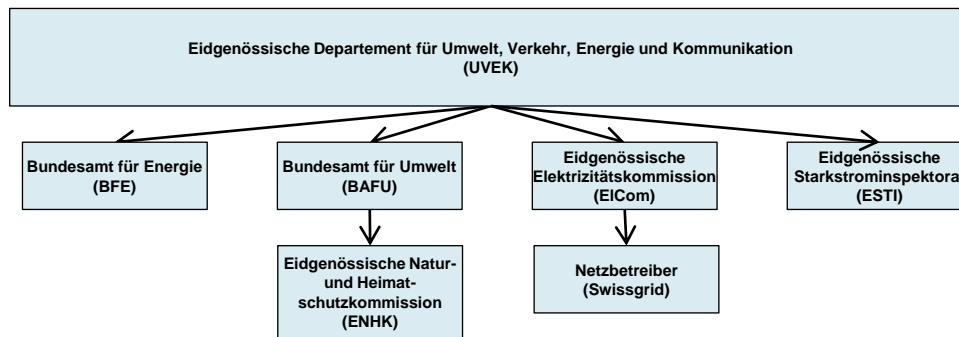 Eidgenössische Departement für Umwelt, Verkehr, Energie und Kommunikation
(UVEK)
Bundesamt für Energie
(BFE)
Bundesamt für Umwelt
(BAFU)
Eidgenössische
Elektrizitätskommission
(ElCom)
Eidgenössische
Starkstrominspektora
(ESTI)
Eidgenössische Natur-
und Heimat-
schutzkommission
(ENHK)
Netzbetreiber
(Swissgrid)